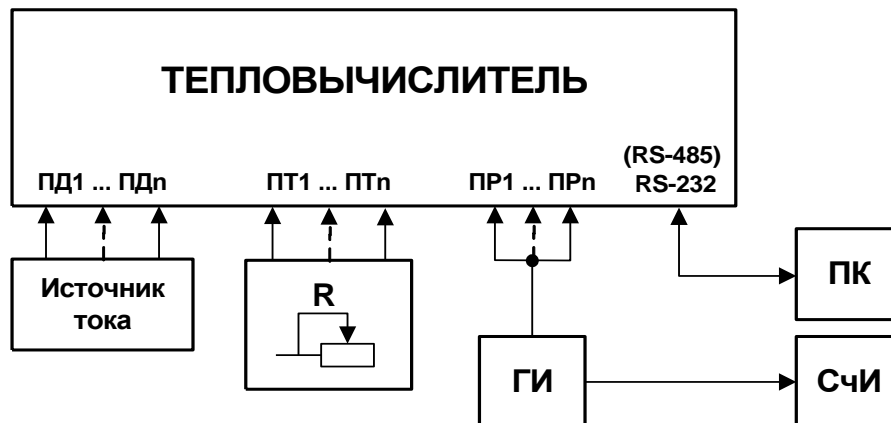 ТЕПЛОВЫЧИСЛИТЕЛЬ
(RS-485)
ПД1 ... ПДn ПТ1 ... ПТn ПР1 ... ПРn RS-232
Источник
тока
R
ПК
ГИ
СчИ